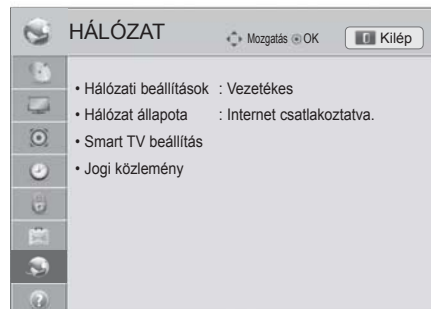 HÁLÓZAT Mozgatás OK Kilép
• Hálózati beállítások : Vezetékes
• Hálózat állapota : Internet csatlakoztatva.
• Smart TV beállítás
• Jogi közlemény